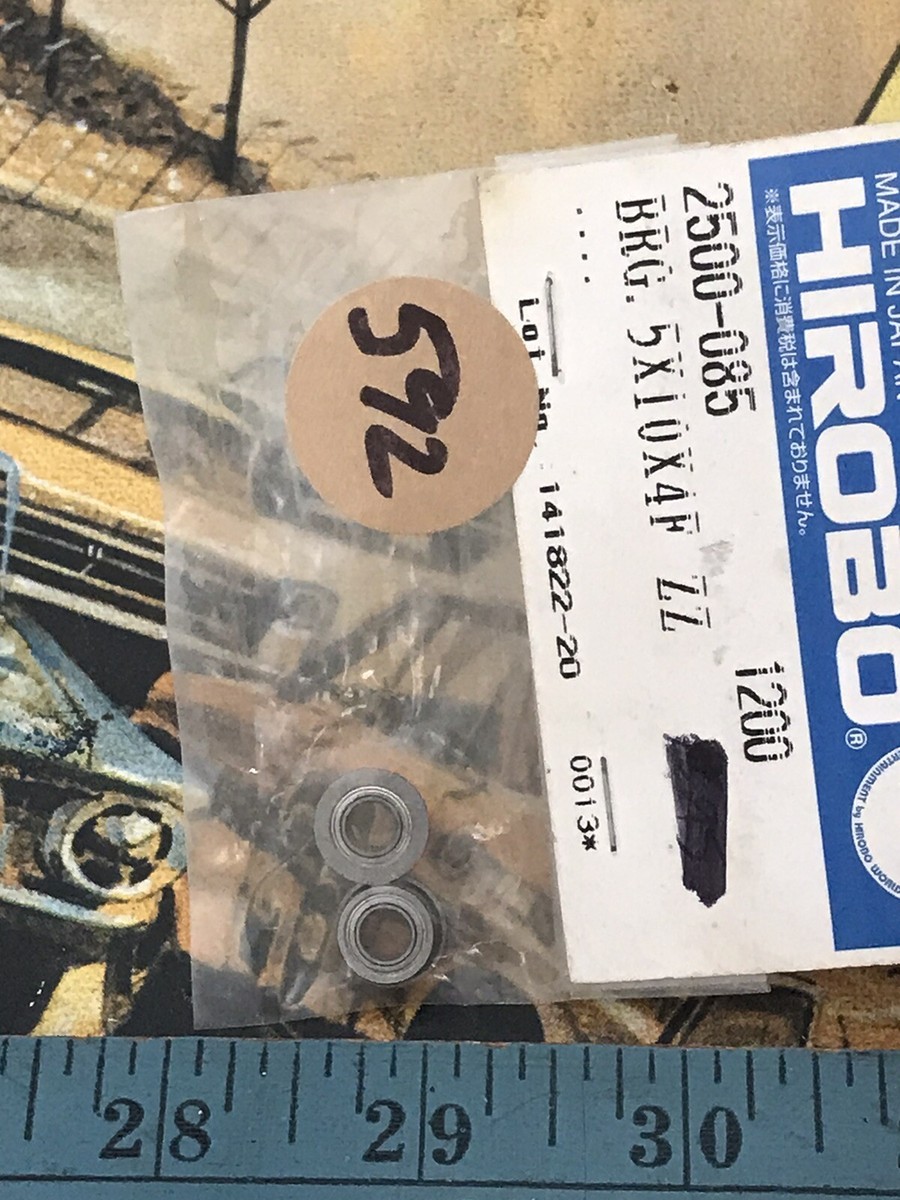 MADE IN JAPAN
HIROBO®
※表示価格に消費税は含まれておりません。
2500-085 1200
BRG. 5X10X4F ZZ
...
Lot No. 141822-20 0013*
592
28 29 30